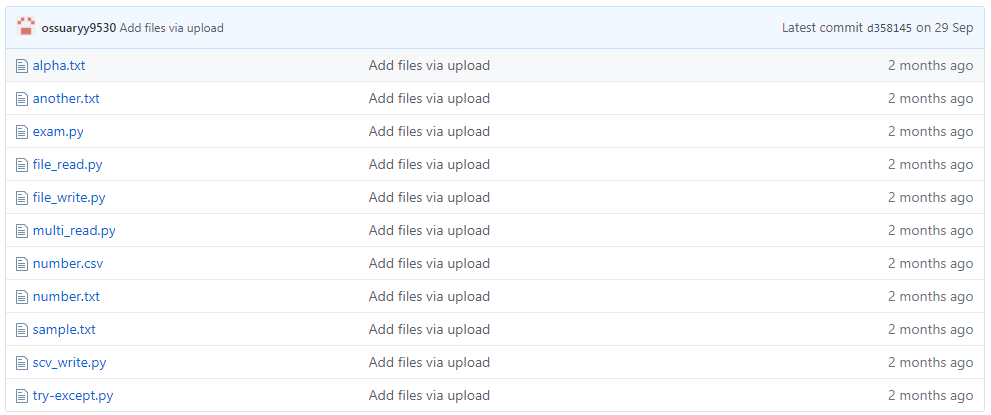 ossuaryy9530 Add files via upload Latest commit d358145 on 29 Sep
alpha.txt Add files via upload 2 months ago
another.txt Add files via upload 2 months ago
exam.py Add files via upload 2 months ago
file_read.py Add files via upload 2 months ago
file_write.py Add files via upload 2 months ago
multi_read.py Add files via upload 2 months ago
number.csv Add files via upload 2 months ago
number.txt Add files via upload 2 months ago
sample.txt Add files via upload 2 months ago
scv_write.py Add files via upload 2 months ago
try-except.py Add files via upload 2 months ago